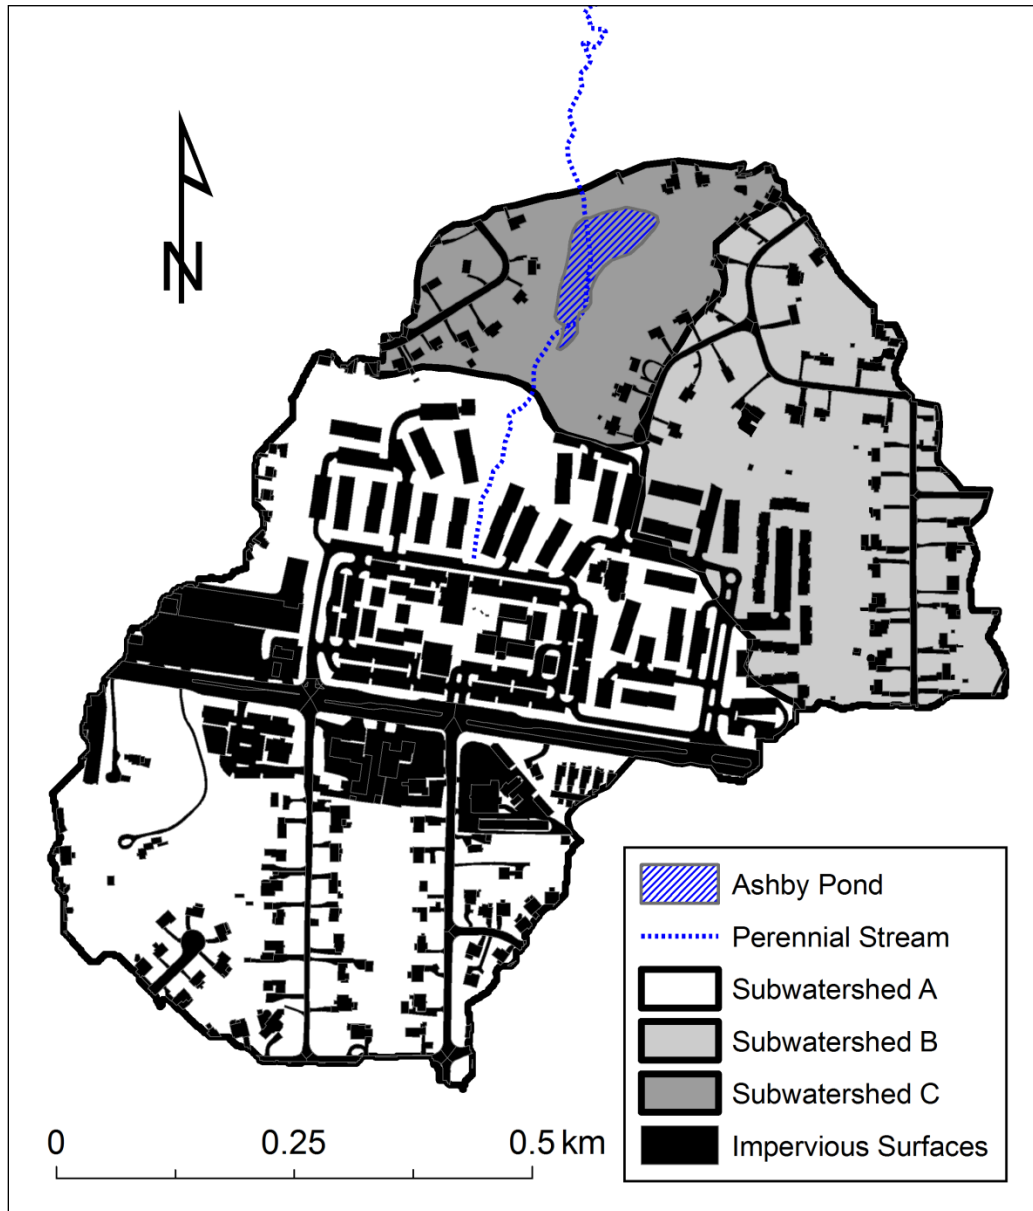 N
Ashby Pond
Perennial Stream
Subwatershed A
Subwatershed B
Subwatershed C
Impervious Surfaces
0 0.25 0.5 km